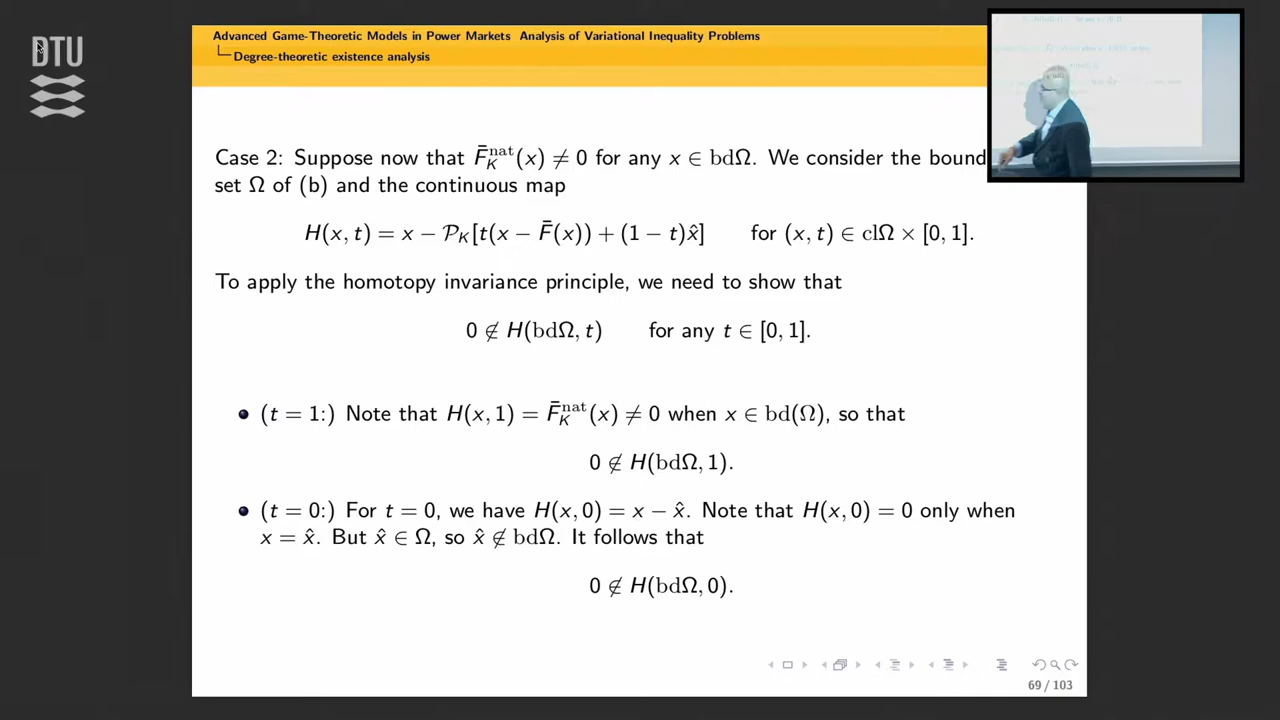 DTU
Advanced Game-Theoretic Models in Power Markets Analysis of Variational Inequality Problems
Degree-theoretic existence analysis
Case 2: Suppose now that F̄_K^nat(x) ≠ 0 for any x ∈ bdΩ. We consider the bound
set Ω of (b) and the continuous map
H(x, t) = x − 𝒫_K[t(x − F̄(x)) + (1 − t)x̂] for (x, t) ∈ clΩ × [0, 1].
To apply the homotopy invariance principle, we need to show that
0 ∉ H(bdΩ, t) for any t ∈ [0, 1].
(t = 1:) Note that H(x, 1) = F̄_K^nat(x) ≠ 0 when x ∈ bd(Ω), so that
0 ∉ H(bdΩ, 1).
(t = 0:) For t = 0, we have H(x, 0) = x − x̂. Note that H(x, 0) = 0 only when
x = x̂. But x̂ ∈ Ω, so x̂ ∉ bdΩ. It follows that
0 ∉ H(bdΩ, 0).
69 / 103